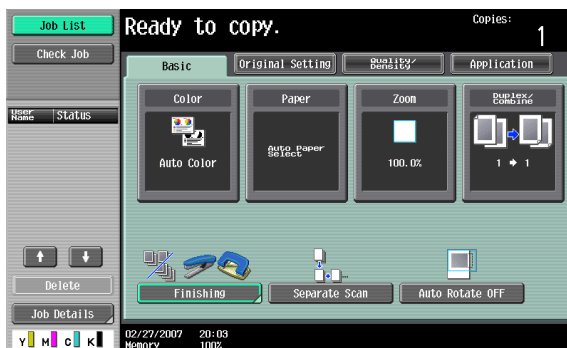 Job List
Check Job
User Name
Status
Delete
Job Details
Y M C K
Ready to copy.
Copies:
1
Basic
Original Setting
Quality/
Density
Application
Color
Auto Color
Paper
Auto Paper
Select
Zoom
100.0%
Duplex/
Combine
1 → 1
Finishing
Separate Scan
Auto Rotate OFF
02/27/2007 20:03
Memory 100%